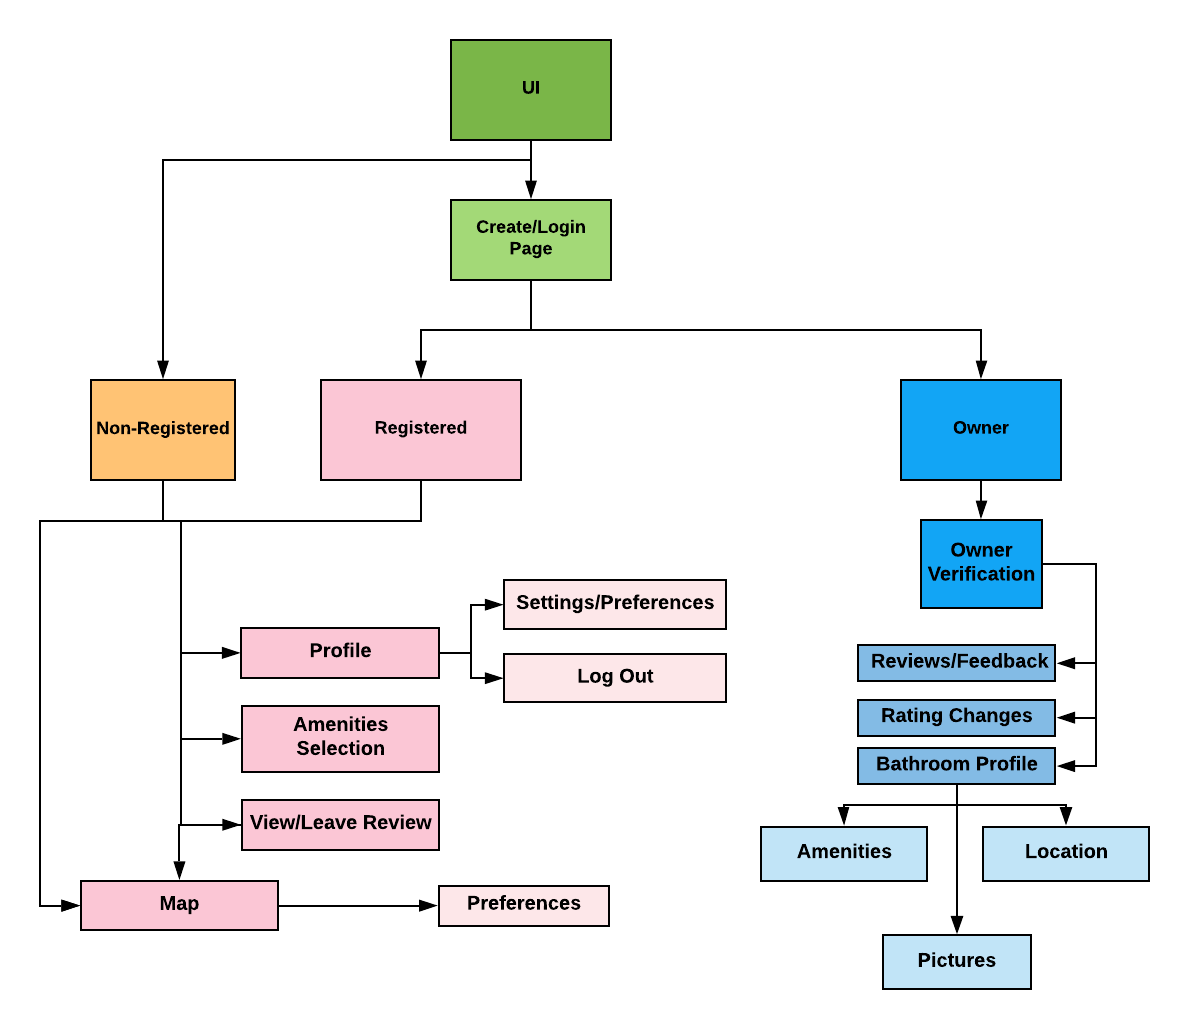 UI
Create/Login
Page
Non-Registered
Registered
Owner
Owner
Verification
Settings/Preferences
Profile
Log Out
Reviews/Feedback
Amenities
Selection
Rating Changes
Bathroom Profile
View/Leave Review
Amenities
Location
Map
Preferences
Pictures